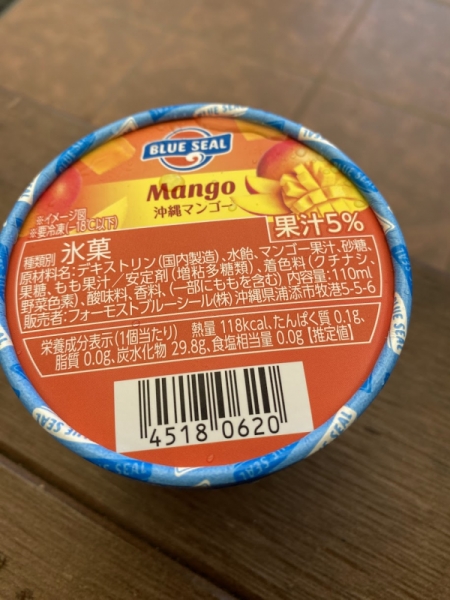 BLUE SEAL
Mango
沖縄マンゴー
※イメージ図
※要冷凍(-18℃以下)
果汁5%
種類別 氷菓
原材料名:デキストリン(国内製造)、水飴、マンゴー果汁、砂糖、
果糖、もも果汁/安定剤(増粘多糖類)、着色料(クチナシ、
野菜色素)、酸味料、香料、(一部にももを含む) 内容量:110ml
販売者:フォーモストブルーシール(株) 沖縄県浦添市牧港5-5-6
栄養成分表示(1個当たり) 熱量 118kcal、たんぱく質 0.1g、
脂質 0.0g、炭水化物 29.8g、食塩相当量 0.0g【推定値】
4518 0620
BLUE SEAL